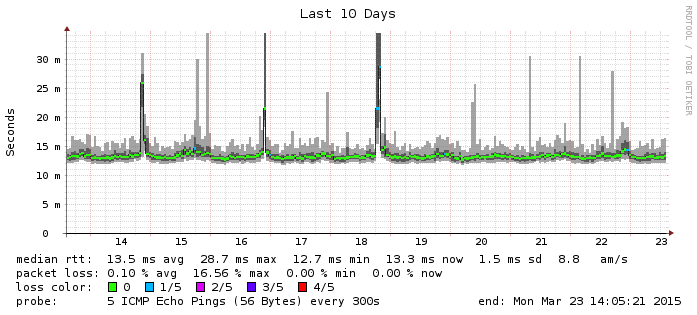 Last 10 Days
RRDTOOL / TOBI OETIKER
Seconds
30 m
25 m
20 m
15 m
10 m
5 m
0
14 15 16 17 18 19 20 21 22 23
median rtt: 13.5 ms avg 28.7 ms max 12.7 ms min 13.3 ms now 1.5 ms sd 8.8 am/s
packet loss: 0.10 % avg 16.56 % max 0.00 % min 0.00 % now
loss color: 0 1/5 2/5 3/5 4/5
probe: 5 ICMP Echo Pings (56 Bytes) every 300s end: Mon Mar 23 14:05:21 2015